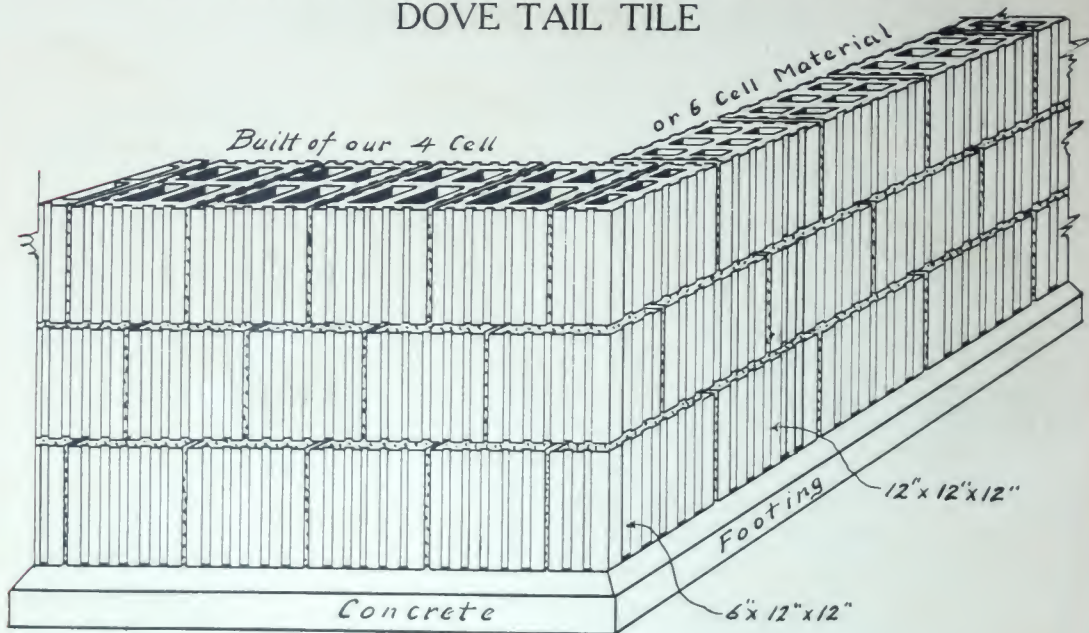 DOVE TAIL TILE
Built of our 4 Cell
or 6 Cell Material
12" x 12" x 12"
Footing
6" x 12" x 12"
Concrete